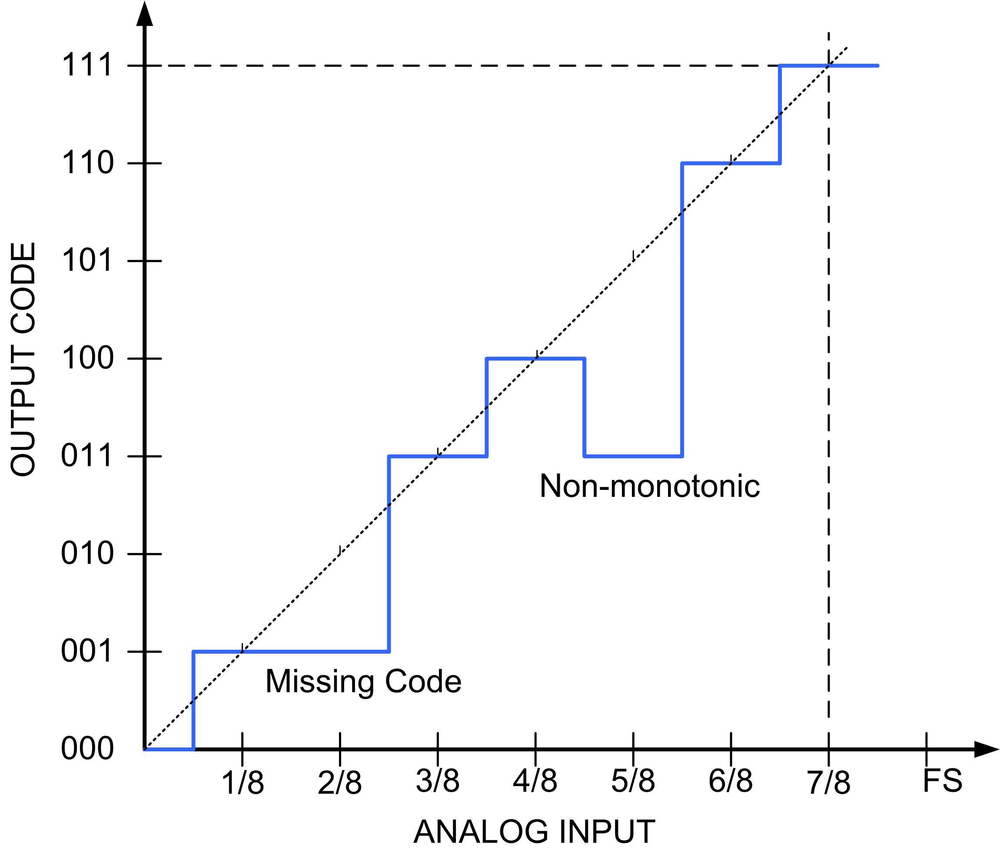 111
110
101
100
011
010
001
000
OUTPUT CODE
Non-monotonic
Missing Code
1/8 2/8 3/8 4/8 5/8 6/8 7/8 FS
ANALOG INPUT